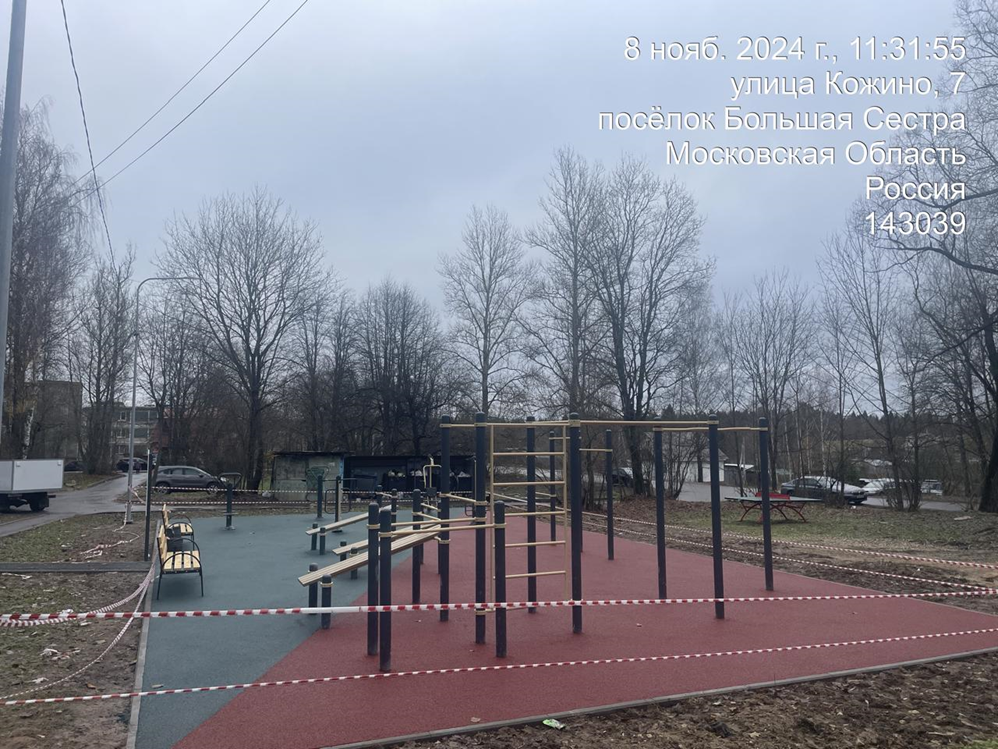 8 нояб. 2024 г., 11:31:55
улица Кожино, 7
посёлок Большая Сестра
Московская Область
Россия
143039